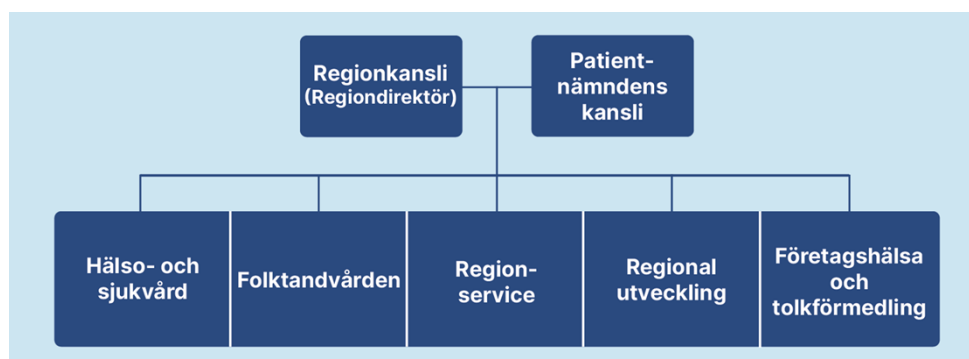 Regionkansli
(Regiondirektör)
Patient-
nämndens
kansli
Hälso- och
sjukvård
Folktandvården
Region-
service
Regional
utveckling
Företagshälsa
och
tolkförmedling